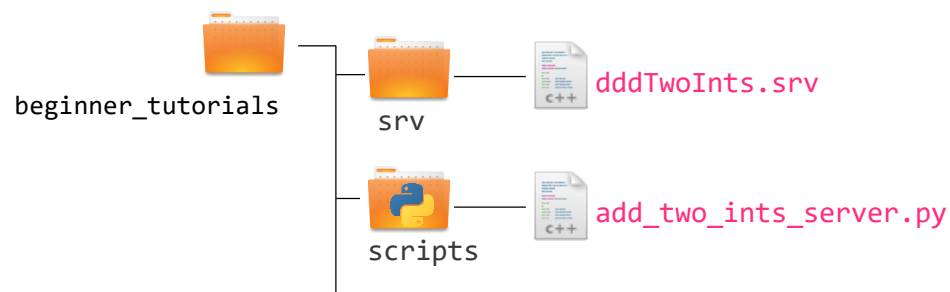 beginner_tutorials
srv
dddTwoInts.srv
C++
scripts
add_two_ints_server.py
C++